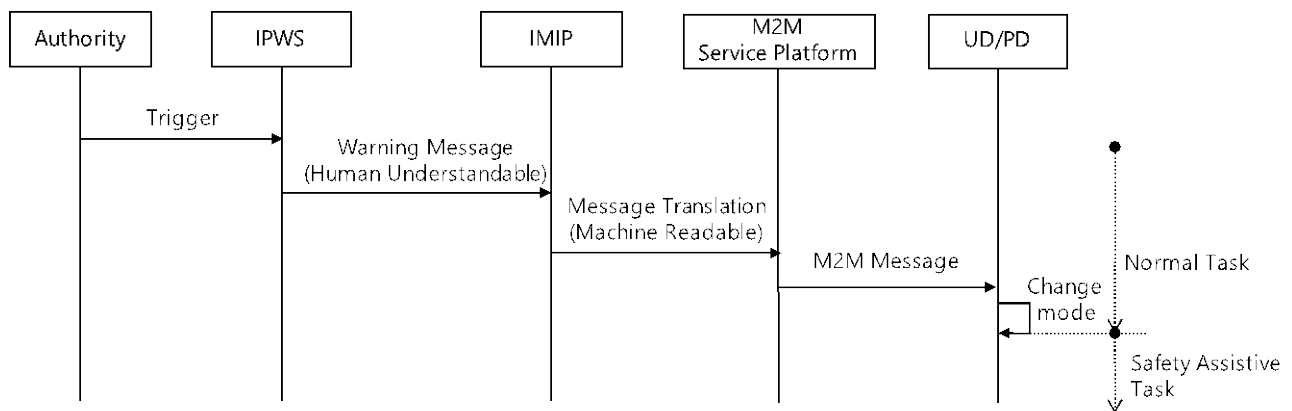 Authority
IPWS
IMIP
M2M
Service Platform
UD/PD
Trigger
Warning Message
(Human Understandable)
Message Translation
(Machine Readable)
M2M Message
Normal Task
Change
mode
Safety Assistive
Task